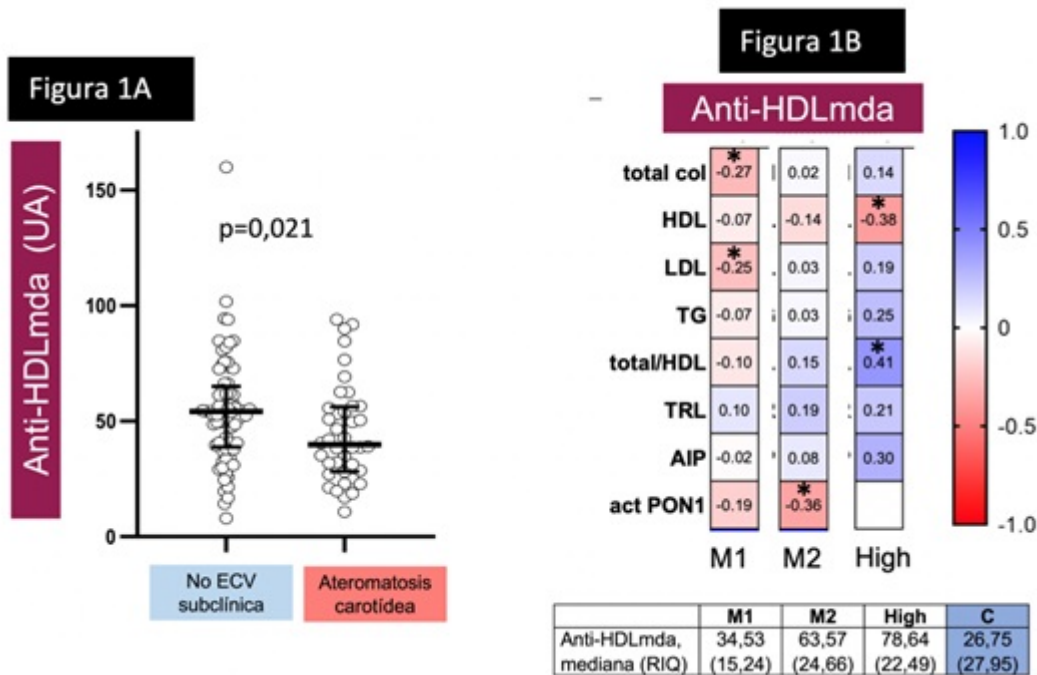 Figura 1A
Anti-HDLmda (UA)
150
100
50
0
p=0,021
No ECV
subclínica
Ateromatosis
carotídea
Figura 1B
Anti-HDLmda
total col -0.27 * 0.02 0.14
HDL -0.07 -0.14 -0.38 *
LDL -0.25 * 0.03 0.19
TG -0.07 0.03 0.25
total/HDL -0.10 0.15 0.41 *
TRL 0.10 0.19 0.21
AIP -0.02 0.08 0.30
act PON1 -0.19 -0.36 *
M1 M2 High
1.0
0.5
0
-0.5
-1.0
M1 M2 High C
Anti-HDLmda, 34,53 63,57 78,64 26,75
mediana (RIQ) (15,24) (24,66) (22,49) (27,95)